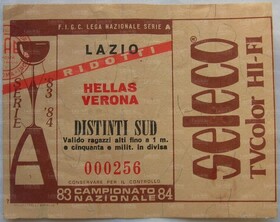 F.I.G.C. LEGA NAZIONALE SERIE A
LAZIO
RIDOTTI
SERIE
'83
'84
A
HELLAS
VERONA
DISTINTI SUD
Valido ragazzi alti fino a 1 m.
e cinquanta e milit. in divisa
000256
CONSERVARE PER IL CONTROLLO
83 CAMPIONATO
NAZIONALE 84
seleco
TVColor HI-FI